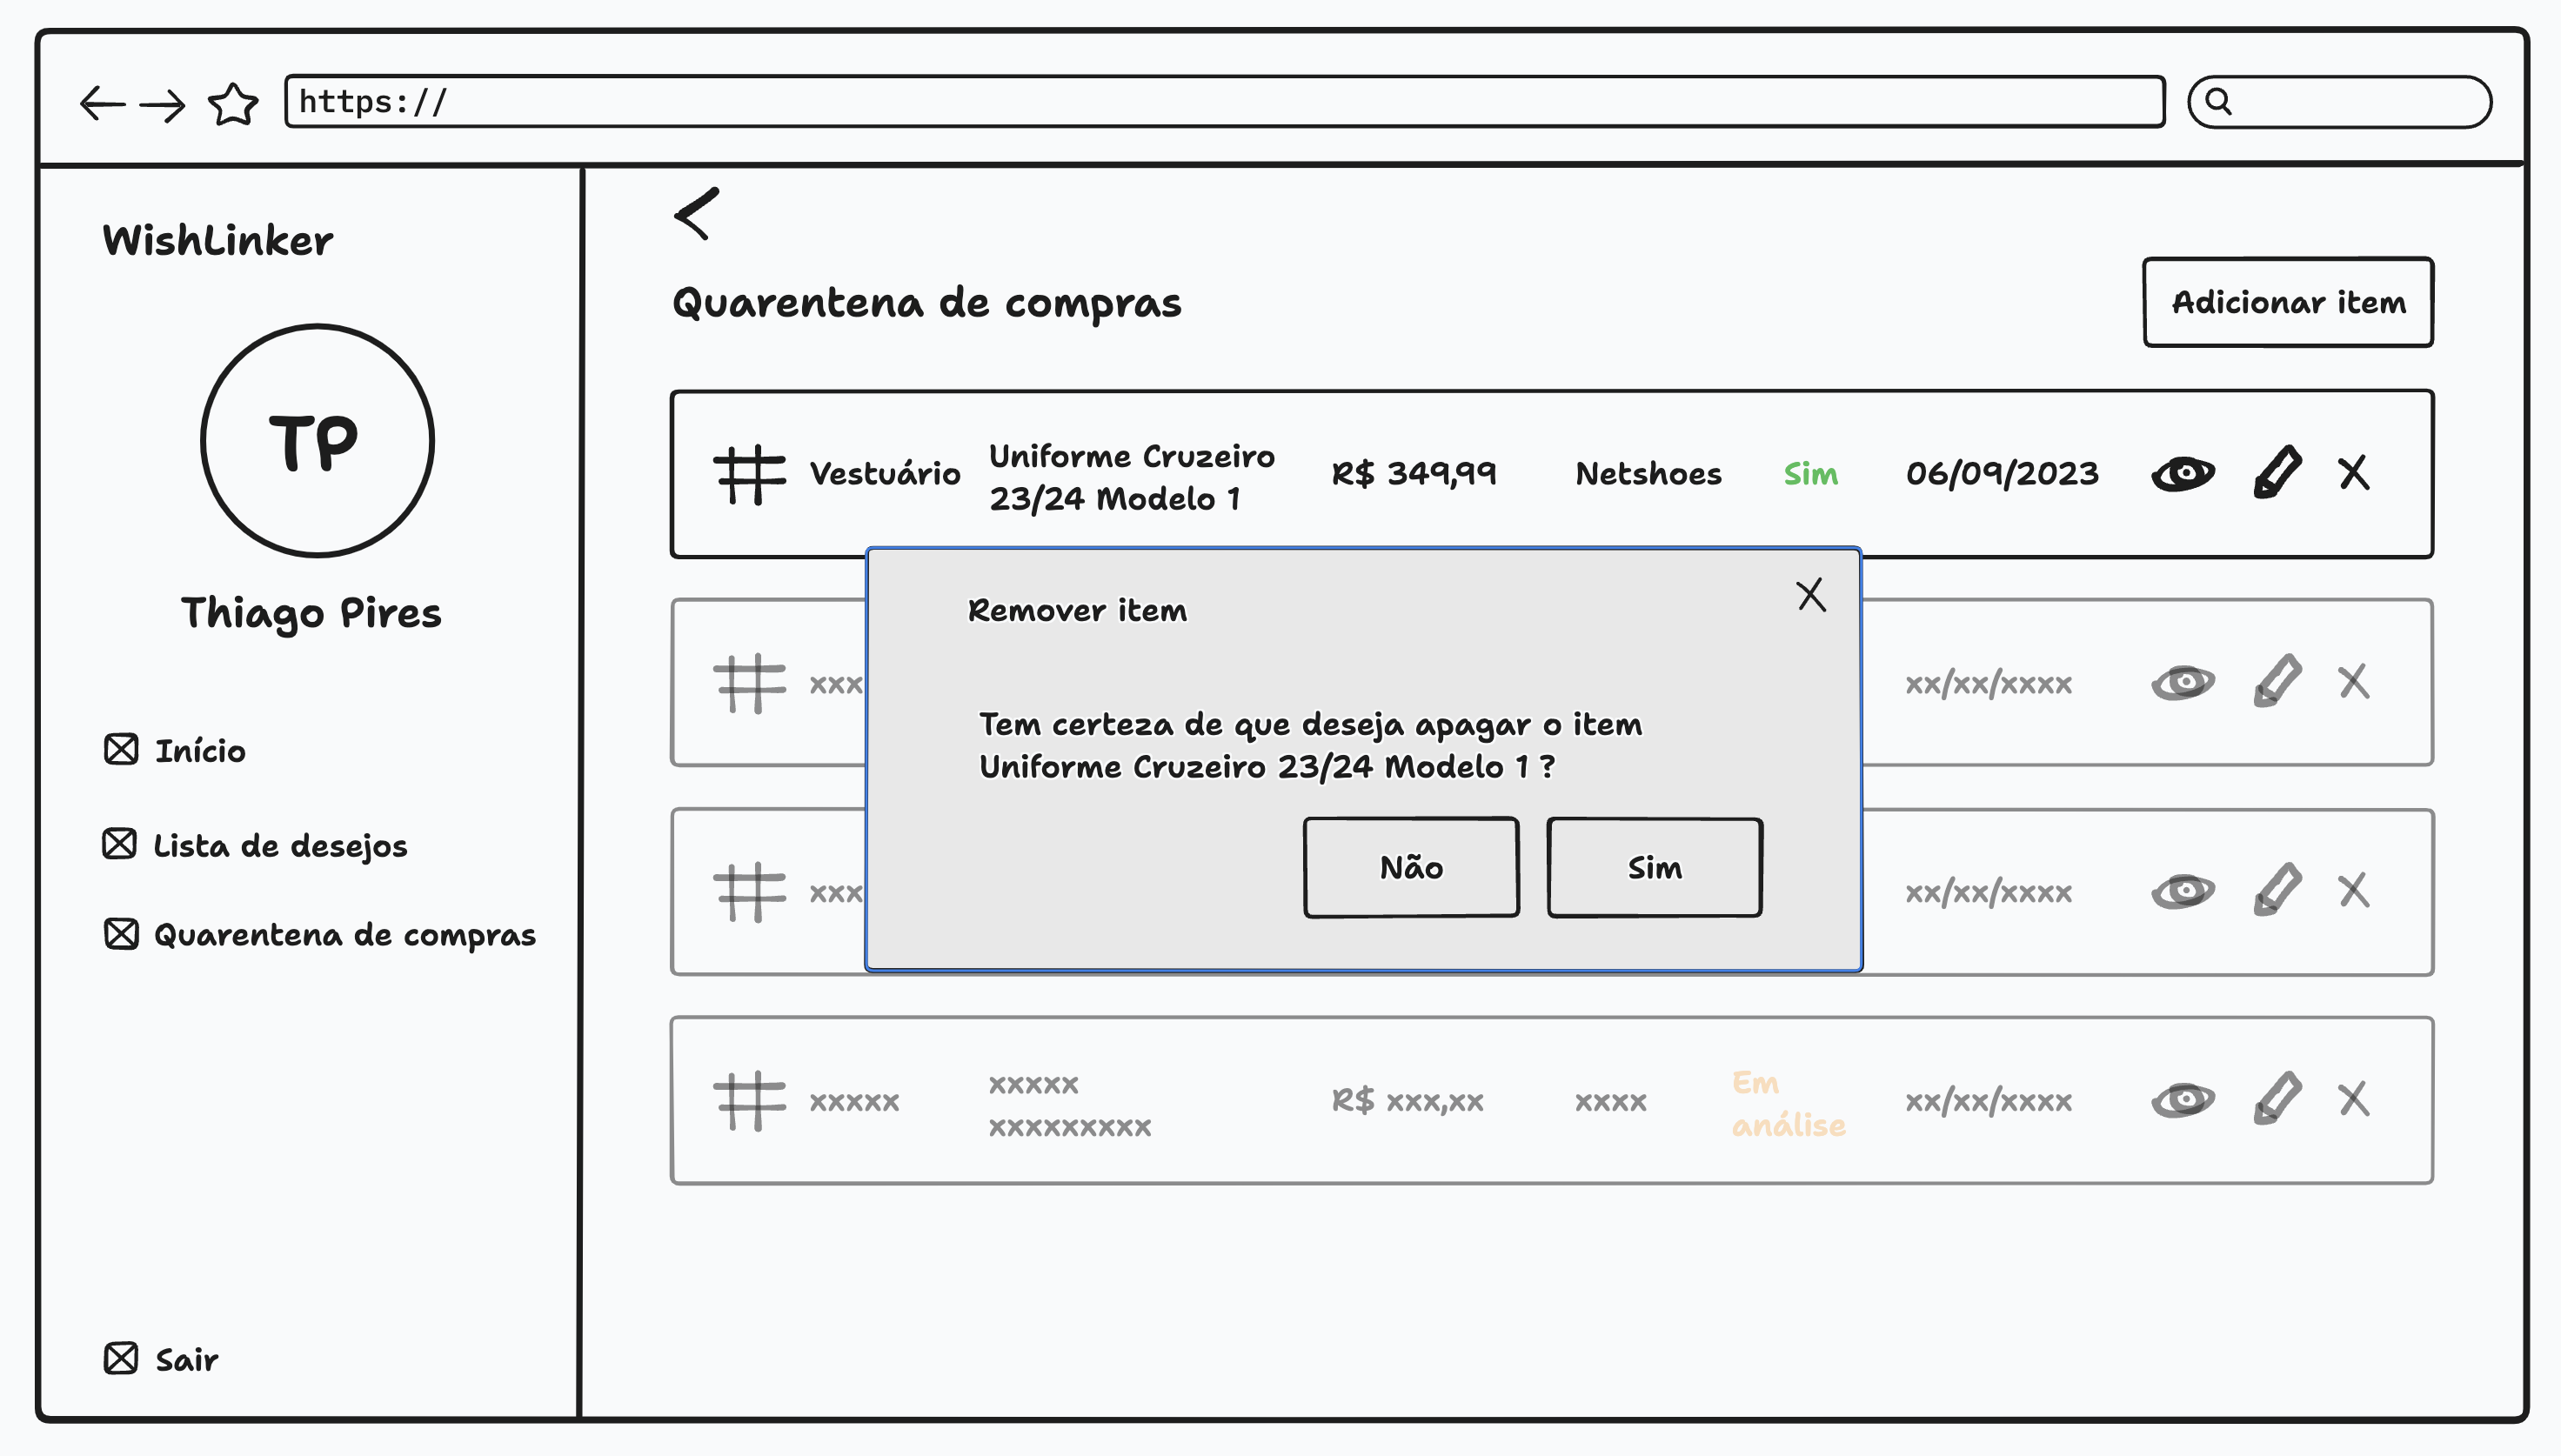 https://
WishLinker
TP
Thiago Pires
Início
Lista de desejos
Quarentena de compras
Sair
Quarentena de compras
Adicionar item
Vestuário
Uniforme Cruzeiro
23/24 Modelo 1
R$ 349,99
Netshoes
Sim
06/09/2023
xxx
xx/xx/xxxx
Remover item
Tem certeza de que deseja apagar o item
Uniforme Cruzeiro 23/24 Modelo 1 ?
Não
Sim
xxx
xx/xx/xxxx
xxxxx
xxxxx
xxxxxxxxx
R$ xxx,xx
xxxx
Em
análise
xx/xx/xxxx